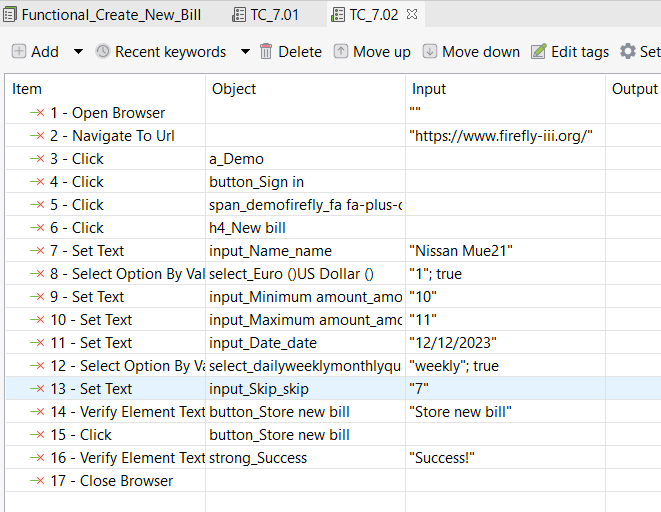 Functional_Create_New_Bill TC_7.01 TC_7.02
Add Recent keywords Delete Move up Move down Edit tags Set
Item Object Input Output
1 - Open Browser ""
2 - Navigate To Url "https://www.firefly-iii.org/"
3 - Click a_Demo
4 - Click button_Sign in
5 - Click span_demofirefly_fa fa-plus-c
6 - Click h4_New bill
7 - Set Text input_Name_name "Nissan Mue21"
8 - Select Option By Val select_Euro ()US Dollar () "1"; true
9 - Set Text input_Minimum amount_amo "10"
10 - Set Text input_Maximum amount_amo "11"
11 - Set Text input_Date_date "12/12/2023"
12 - Select Option By Va select_dailyweeklymonthlyqu "weekly"; true
13 - Set Text input_Skip_skip "7"
14 - Verify Element Text button_Store new bill "Store new bill"
15 - Click button_Store new bill
16 - Verify Element Text strong_Success "Success!"
17 - Close Browser